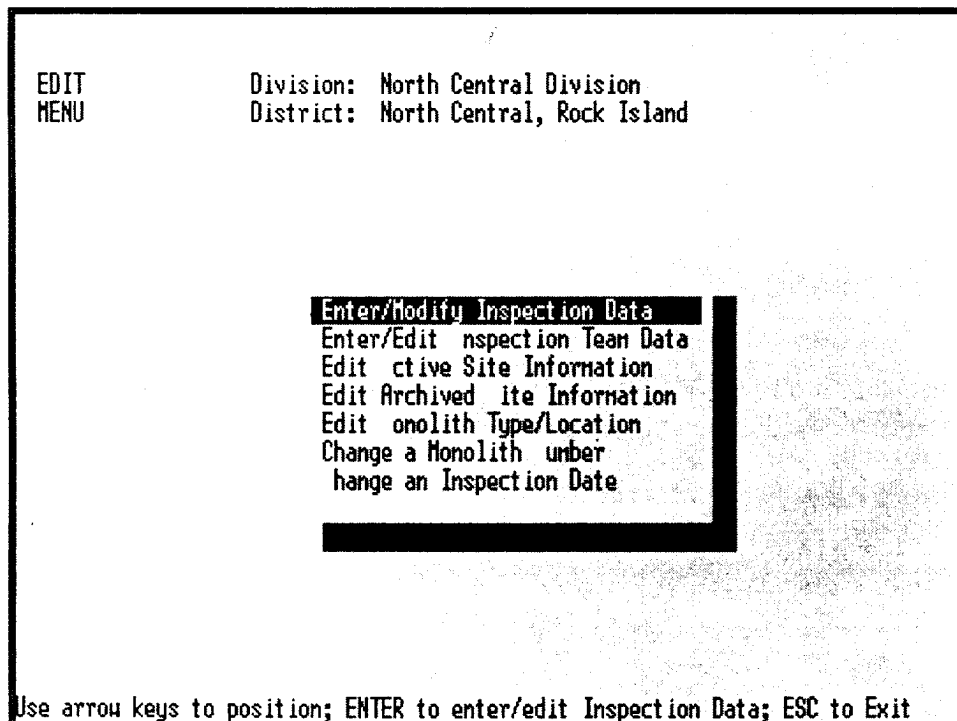 EDIT Division: North Central Division
MENU District: North Central, Rock Island
Enter/Modify Inspection Data
Enter/Edit nspection Team Data
Edit ctive Site Information
Edit Archived ite Information
Edit onolith Type/Location
Change a Monolith umber
hange an Inspection Date
Use arrow keys to position; ENTER to enter/edit Inspection Data; ESC to Exit